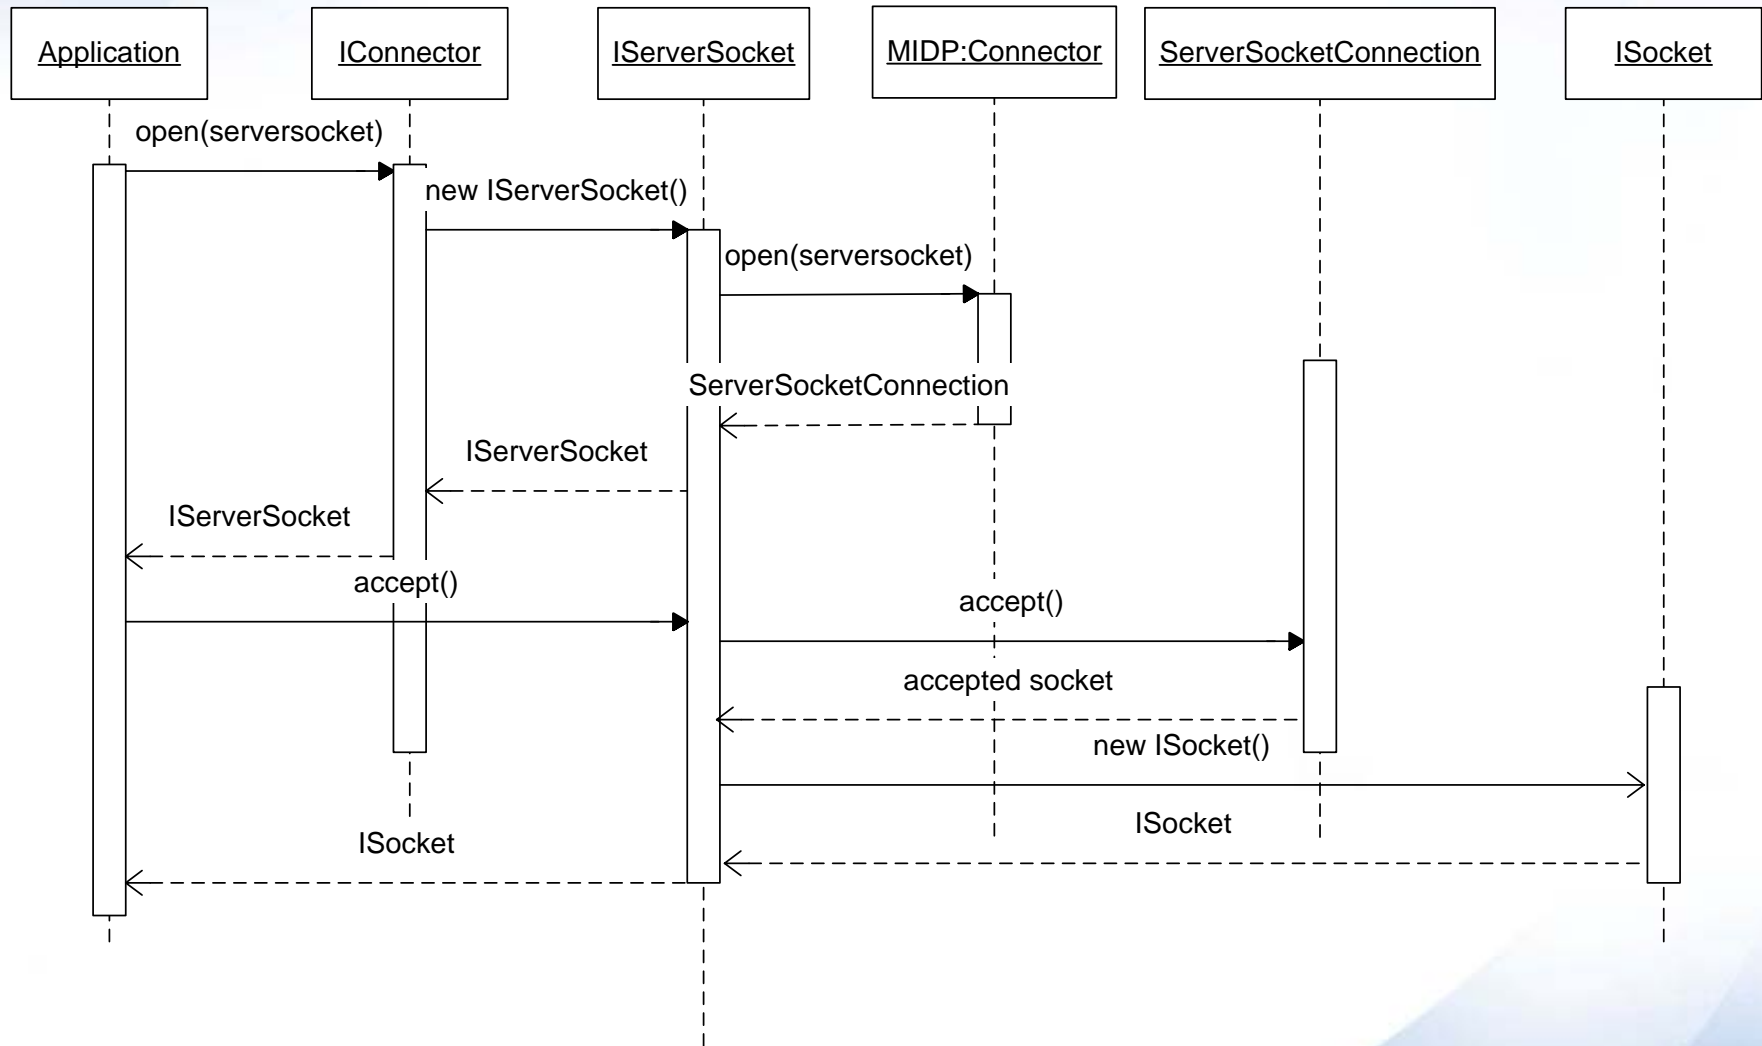 Application
IConnector
IServerSocket
MIDP:Connector
ServerSocketConnection
ISocket
open(serversocket)
new IServerSocket()
open(serversocket)
ServerSocketConnection
IServerSocket
IServerSocket
accept()
accept()
accepted socket
new ISocket()
ISocket
ISocket